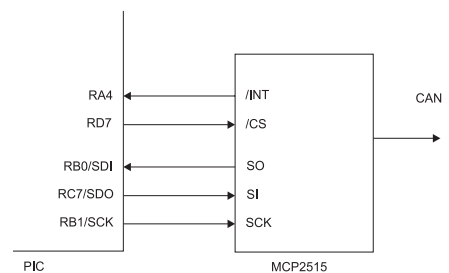 RA4 /INT
CAN
RD7 /CS
RB0/SDI SO
RC7/SDO SI
RB1/SCK SCK
PIC MCP2515